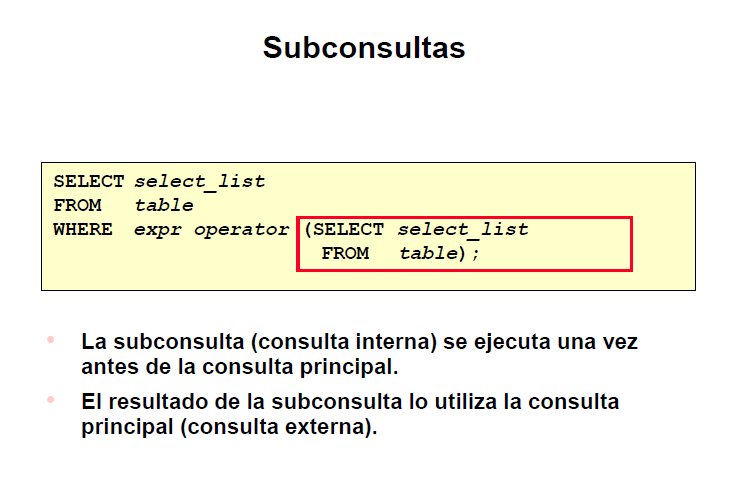 Subconsultas
SELECT select_list
FROM table
WHERE expr operator (SELECT select_list
FROM table);
• La subconsulta (consulta interna) se ejecuta una vez
antes de la consulta principal.
• El resultado de la subconsulta lo utiliza la consulta
principal (consulta externa).